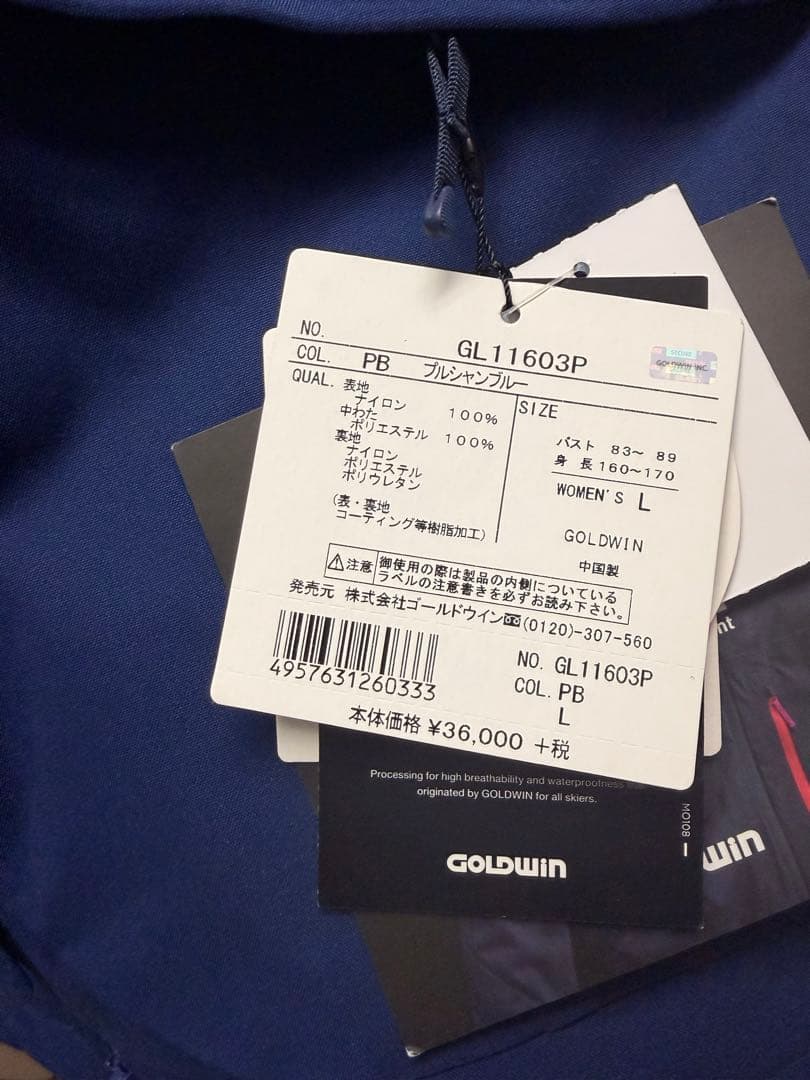 NO. GL11603P
COL. PB プルシャンブルー
SECURE
GOLDWIN INC.
QUAL. 表地
ナイロン 100%
中わた
ポリエステル 100%
裏地
ナイロン
ポリエステル
ポリウレタン
(表・裏地
コーティング等樹脂加工)
SIZE
バスト 83〜 89
身 長 160〜170
WOMEN'S L
GOLDWIN
中国製
注意 御使用の際は製品の内側についている
ラベルの注意書きを必ずお読み下さい。
発売元 株式会社ゴールドウイン (0120)-307-560
4957631260333
NO. GL11603P
COL. PB
L
本体価格 ¥36,000 +税
Processing for high breathability and waterproofness
originated by GOLDWIN for all skiers.
MO108
GOLDWIN
nt
win